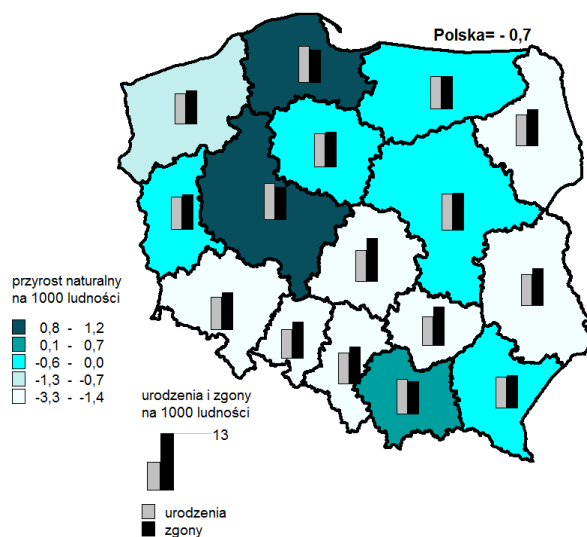 Polska= - 0,7
przyrost naturalny
na 1000 ludności
0,8 - 1,2
0,1 - 0,7
-0,6 - 0,0
-1,3 - -0,7
-3,3 - -1,4
urodzenia i zgony
na 1000 ludności
13
urodzenia
zgony